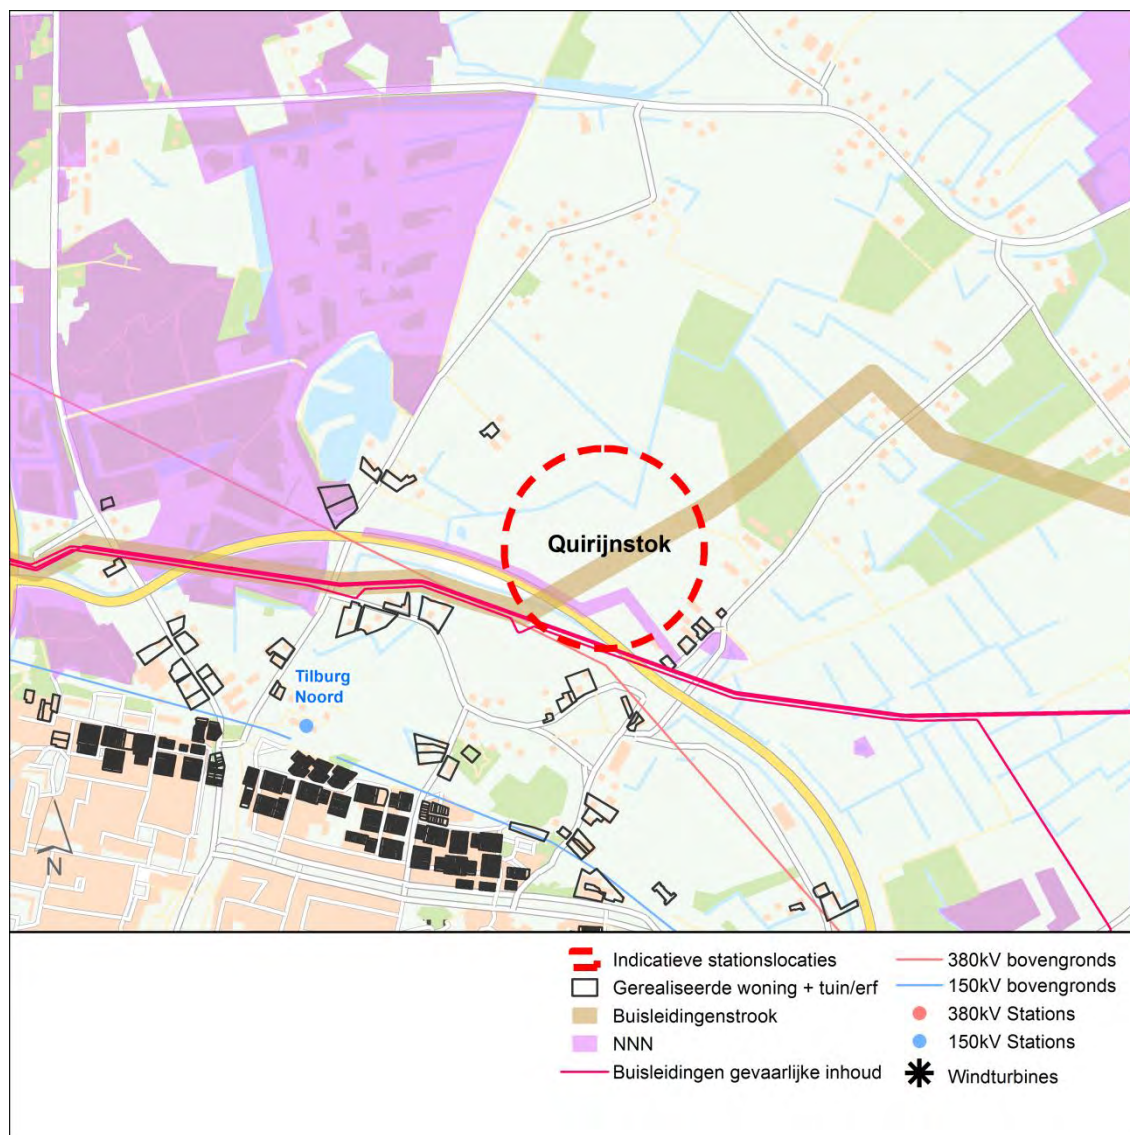 Quirijnstok
Tilburg
Noord
N
Indicatieve stationslocaties
Gerealiseerde woning + tuin/erf
Buisleidingenstrook
NNN
Buisleidingen gevaarlijke inhoud
380kV bovengronds
150kV bovengronds
380kV Stations
150kV Stations
Windturbines